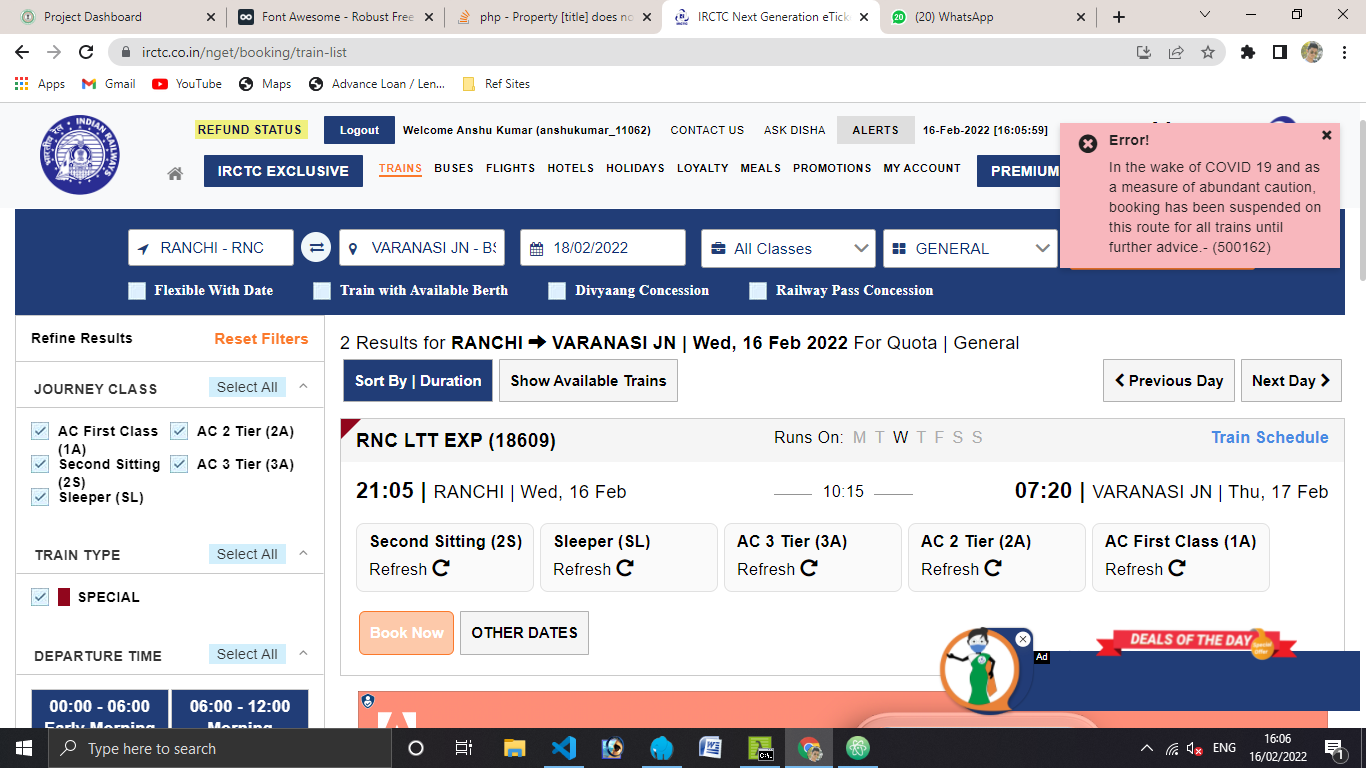 Project Dashboard
Font Awesome - Robust Free
php - Property [title] does no
IRCTC Next Generation eTick
(20) WhatsApp
irctc.co.in/nget/booking/train-list
Apps
Gmail
YouTube
Maps
Advance Loan / Len...
Ref Sites
INDIAN RAILWAYS
भारतीय रेल
REFUND STATUS
Logout
Welcome Anshu Kumar (anshukumar_11062)
CONTACT US
ASK DISHA
ALERTS
16-Feb-2022 [16:05:59]
IRCTC EXCLUSIVE
TRAINS
BUSES
FLIGHTS
HOTELS
HOLIDAYS
LOYALTY
MEALS
PROMOTIONS
MY ACCOUNT
PREMIUM
Error!
In the wake of COVID 19 and as
a measure of abundant caution,
booking has been suspended on
this route for all trains until
further advice.- (500162)
RANCHI - RNC
VARANASI JN - BS
18/02/2022
All Classes
GENERAL
Flexible With Date
Train with Available Berth
Divyaang Concession
Railway Pass Concession
Refine Results
Reset Filters
JOURNEY CLASS
Select All
AC First Class
(1A)
AC 2 Tier (2A)
Second Sitting
(2S)
AC 3 Tier (3A)
Sleeper (SL)
TRAIN TYPE
Select All
SPECIAL
DEPARTURE TIME
Select All
00:00 - 06:00
Early Morning
06:00 - 12:00
Morning
2 Results for RANCHI ➜ VARANASI JN | Wed, 16 Feb 2022 For Quota | General
Sort By | Duration
Show Available Trains
Previous Day
Next Day
RNC LTT EXP (18609)
Runs On: M T W T F S S
Train Schedule
21:05 | RANCHI | Wed, 16 Feb
10:15
07:20 | VARANASI JN | Thu, 17 Feb
Second Sitting (2S)
Refresh
Sleeper (SL)
Refresh
AC 3 Tier (3A)
Refresh
AC 2 Tier (2A)
Refresh
AC First Class (1A)
Refresh
Book Now
OTHER DATES
Ad
DEALS OF THE DAY
Special
Offer
Type here to search
20
C:\.
ENG
16:06
16/02/2022
1